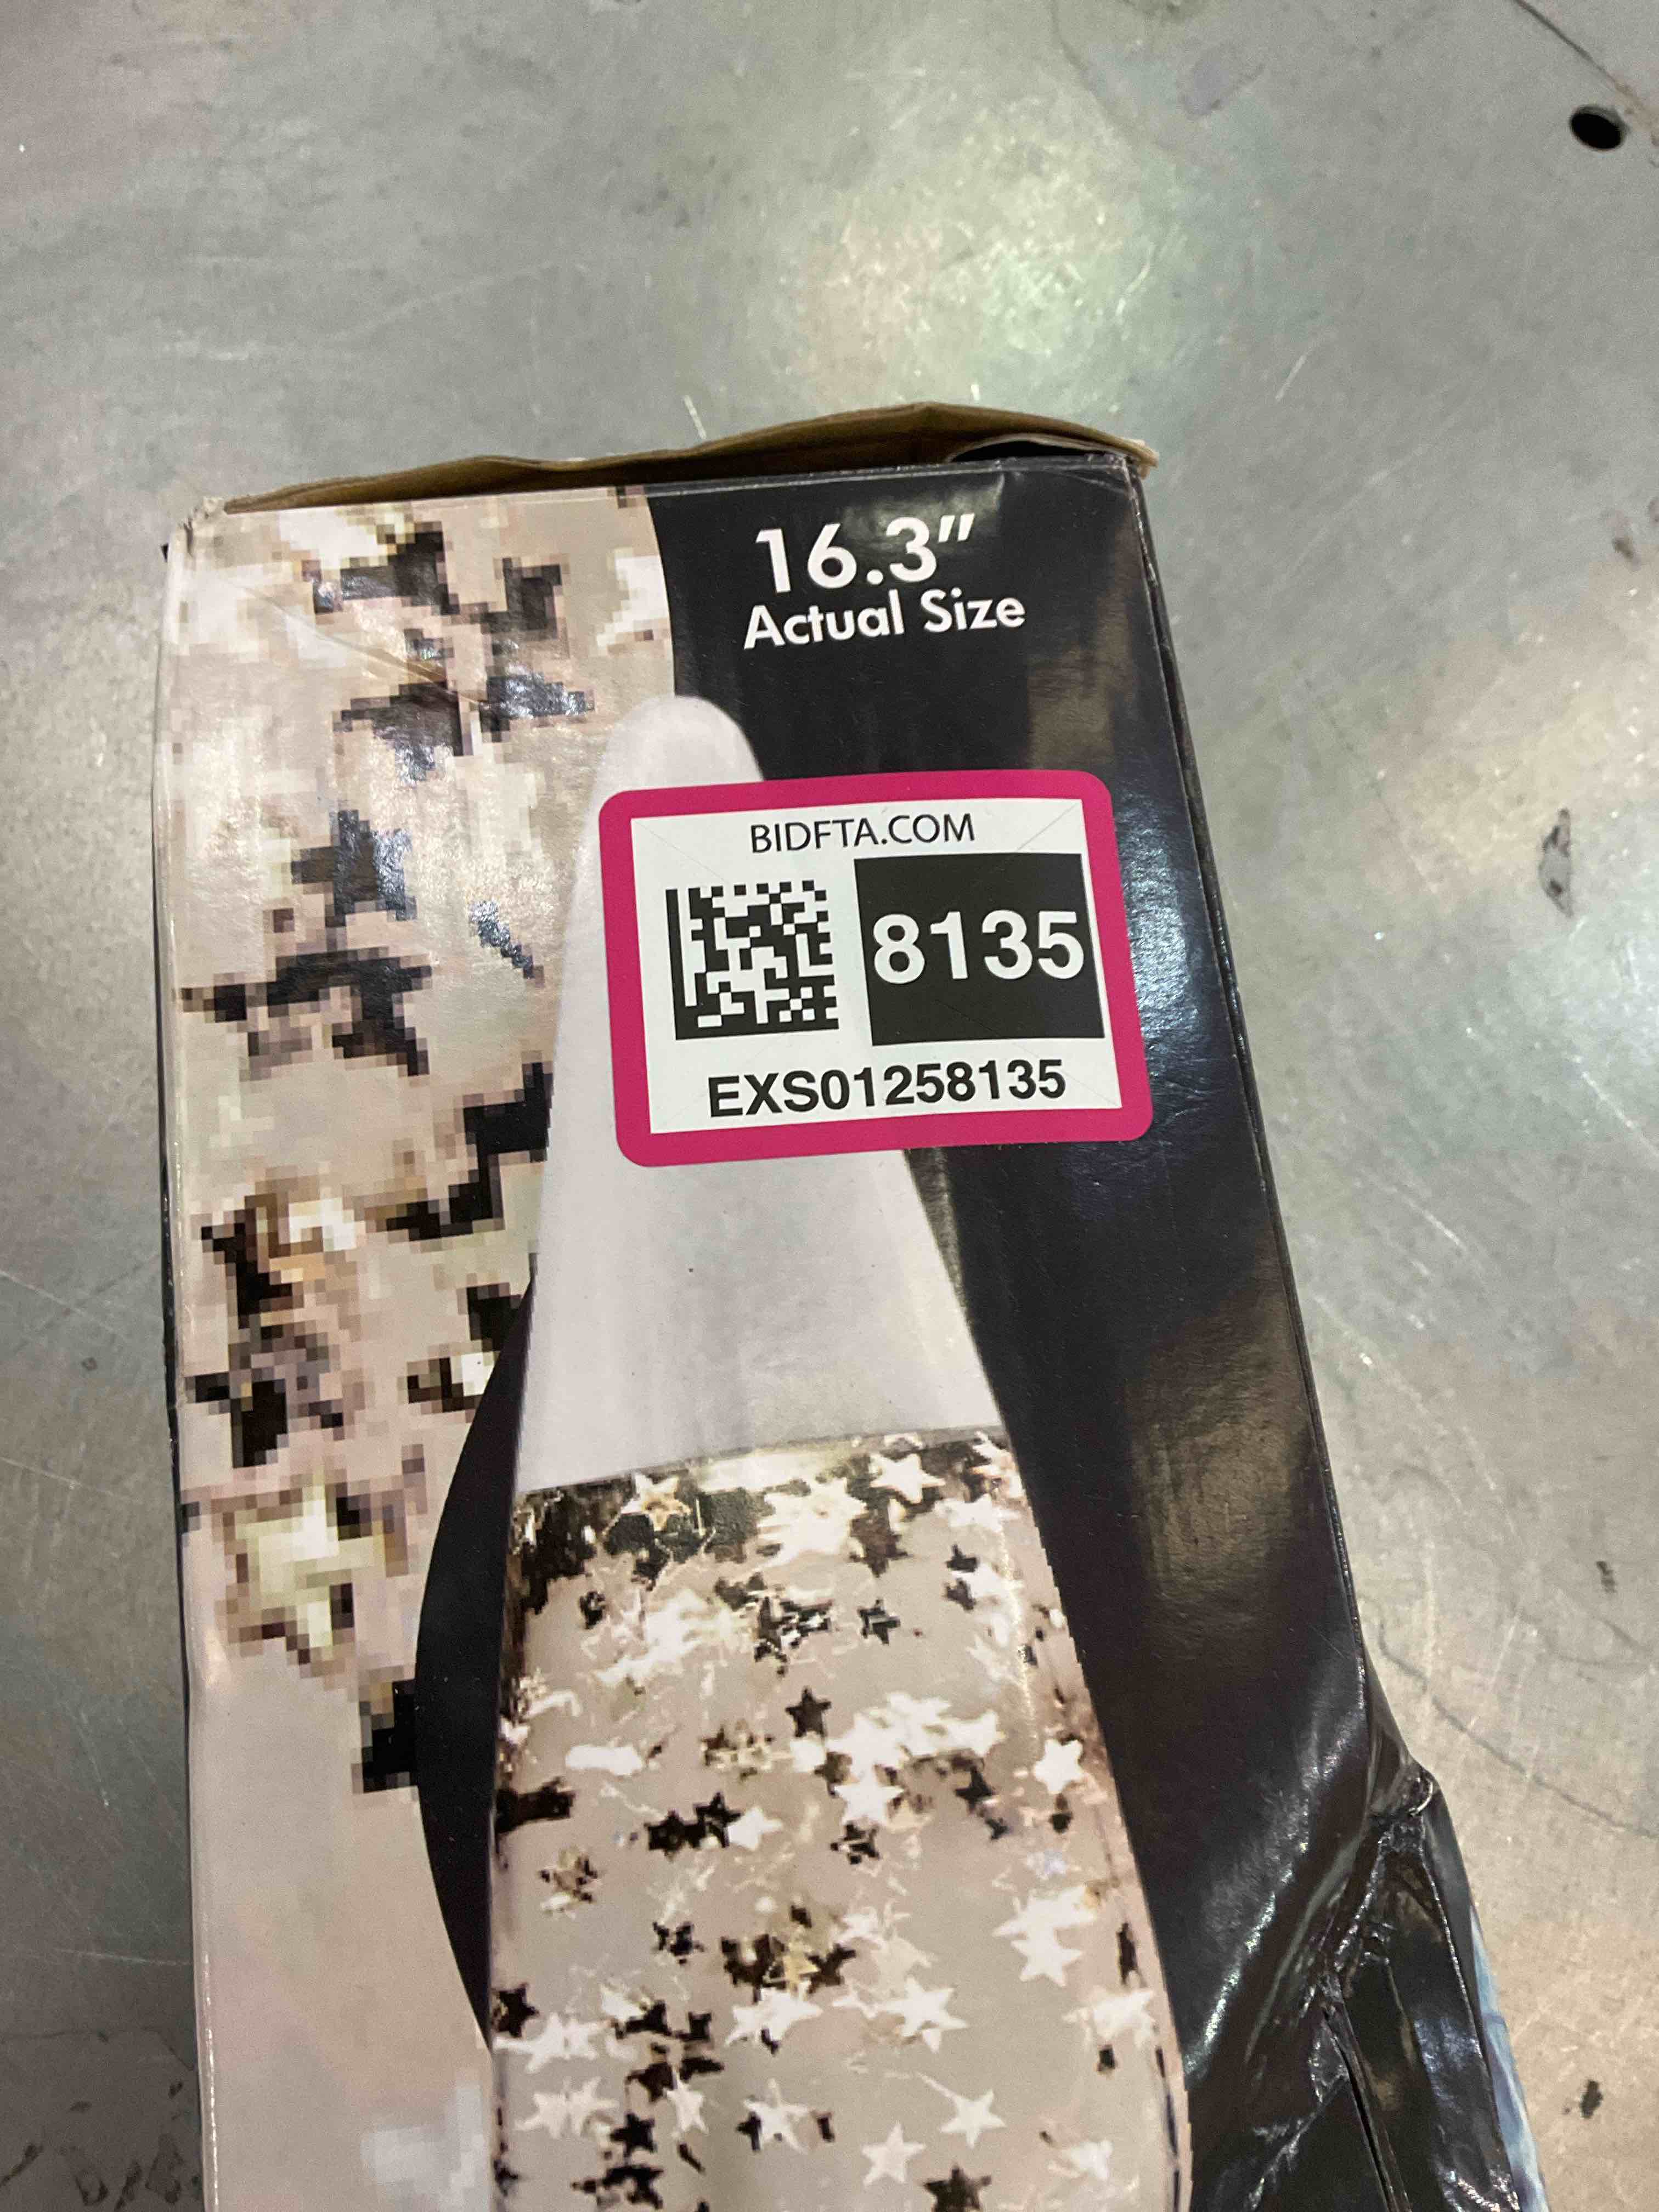 16.3"
Actual Size
BIDFTA.COM
8135
EXS01258135